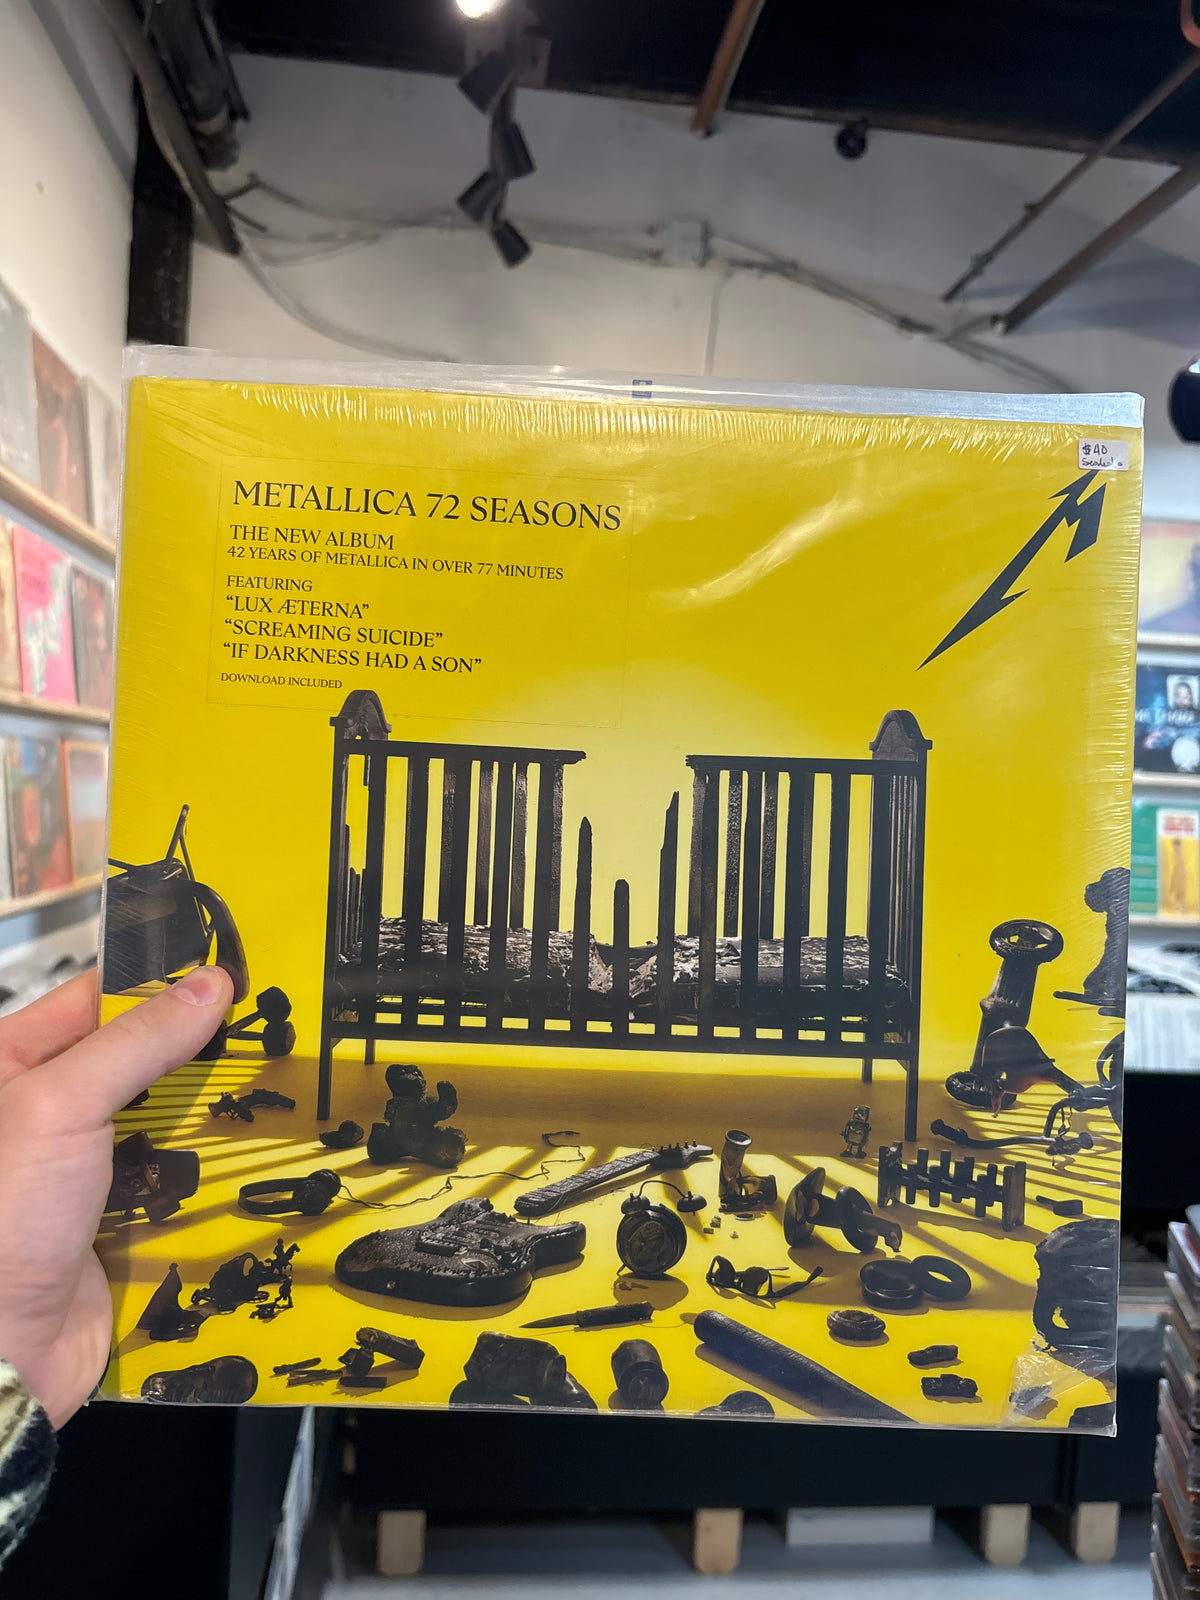 $40
Sealed
METALLICA 72 SEASONS
THE NEW ALBUM
42 YEARS OF METALLICA IN OVER 77 MINUTES
FEATURING
“LUX ÆTERNA”
“SCREAMING SUICIDE”
“IF DARKNESS HAD A SON”
DOWNLOAD INCLUDED